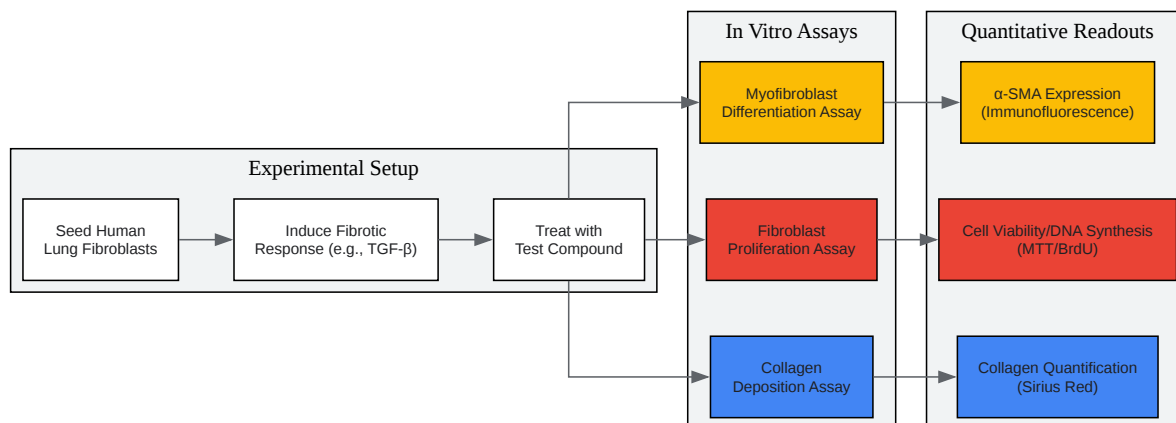 In Vitro Assays
Quantitative Readouts
Myofibroblast
Differentiation Assay
α-SMA Expression
(Immunofluorescence)
Experimental Setup
Seed Human
Lung Fibroblasts
Induce Fibrotic
Response (e.g., TGF-β)
Treat with
Test Compound
Fibroblast
Proliferation Assay
Cell Viability/DNA Synthesis
(MTT/BrdU)
Collagen
Deposition Assay
Collagen Quantification
(Sirius Red)